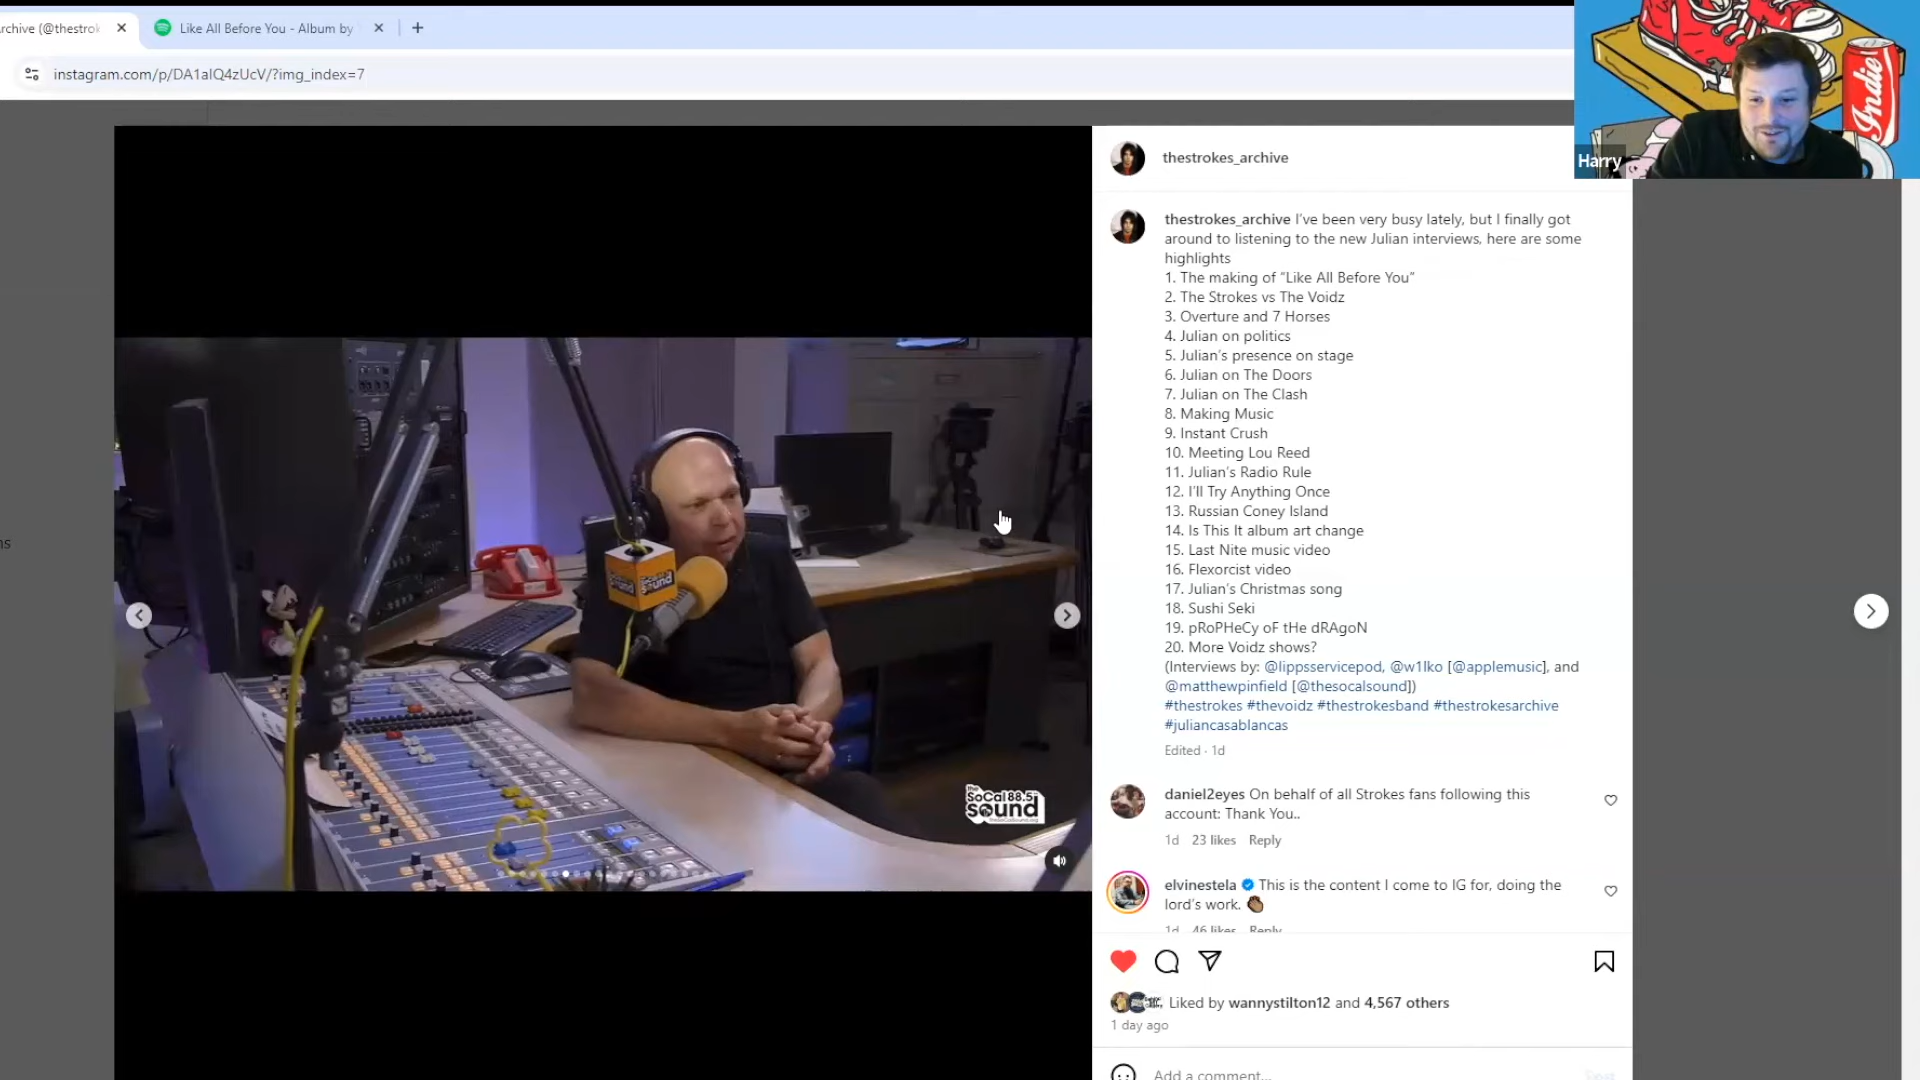 rchive (@thestrok
Like All Before You - Album by
instagram.com/p/DA1alQ4zUcV/?img_index=7
Indie
Harry
thestrokes_archive
thestrokes_archive I've been very busy lately, but I finally got
around to listening to the new Julian interviews, here are some
highlights
1. The making of “Like All Before You”
2. The Strokes vs The Voidz
3. Overture and 7 Horses
4. Julian on politics
5. Julian's presence on stage
6. Julian on The Doors
7. Julian on The Clash
8. Making Music
9. Instant Crush
10. Meeting Lou Reed
11. Julian's Radio Rule
12. I'll Try Anything Once
13. Russian Coney Island
14. Is This It album art change
15. Last Nite music video
16. Flexorcist video
17. Julian's Christmas song
18. Sushi Seki
19. pRoPHeCy oF tHe dRAgoN
20. More Voidz shows?
(Interviews by: @lippsservicepod, @w1lko [@applemusic], and
@matthewpinfield [@thesocalsound])
#thestrokes #thevoidz #thestrokesband #thestrokesarchive
#juliancasablancas
Edited · 1d
daniel2eyes On behalf of all Strokes fans following this
account: Thank You..
1d 23 likes Reply
elvinestela This is the content I come to IG for, doing the
lord's work.
1d 46 likes Reply
Liked by wannystilton12 and 4,567 others
1 day ago
Add a comment...
Post
ns
the
SoCal 88.5
sound